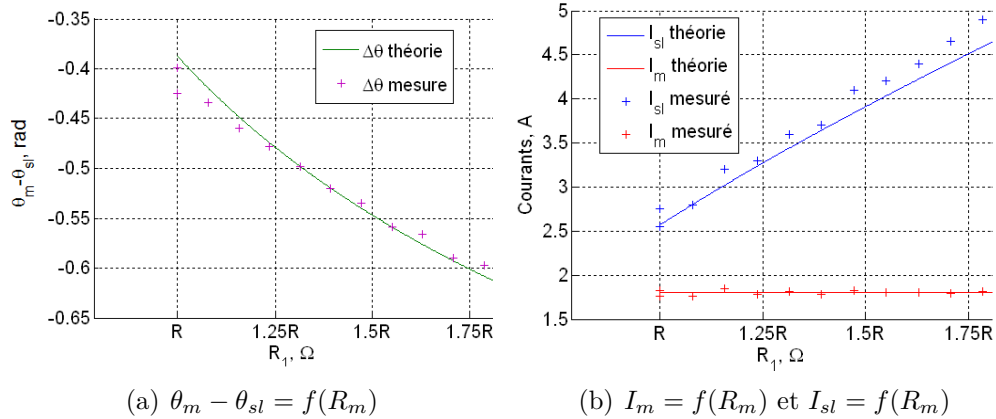 -0.35
-0.4
-0.45
-0.5
-0.55
-0.6
-0.65
θm-θsl, rad
Δθ théorie
Δθ mesure
R 1.25R 1.5R 1.75R
R1, Ω
(a) θm − θsl = f(Rm)
5
4.5
4
3.5
3
2.5
2
1.5
Courants, A
Isl théorie
Im théorie
Isl mesuré
Im mesuré
R 1.25R 1.5R 1.75R
R1, Ω
(b) Im = f(Rm) et Isl = f(Rm)